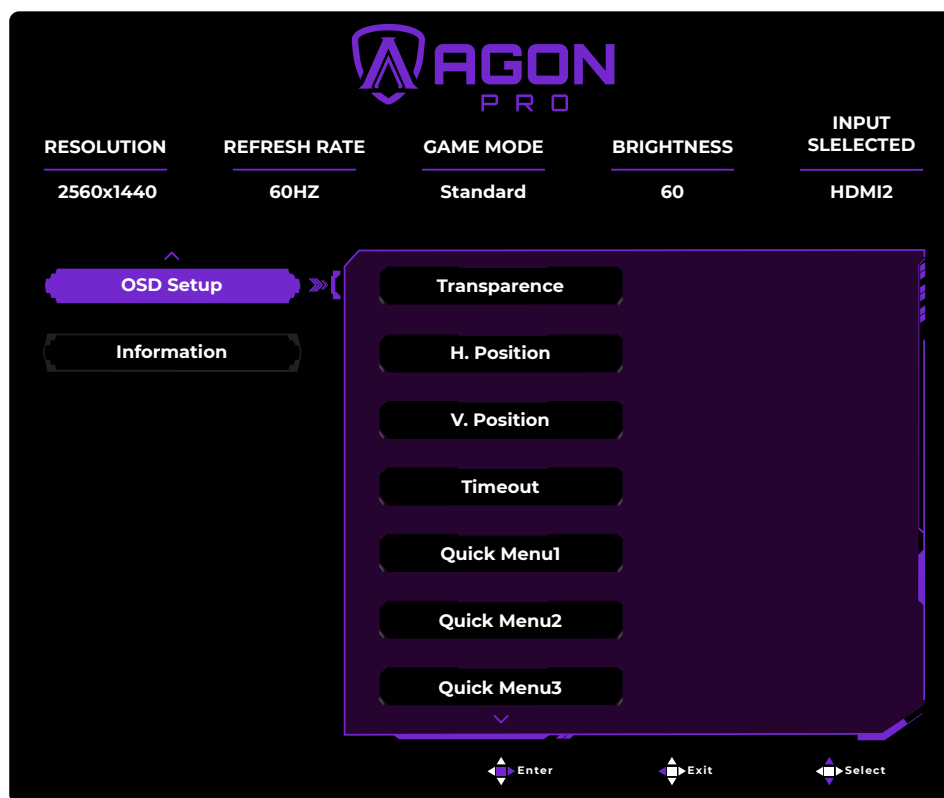 AGON
PRO
RESOLUTION
REFRESH RATE
GAME MODE
BRIGHTNESS
INPUT
SLELECTED
2560x1440
60HZ
Standard
60
HDMI2
OSD Setup
Information
Transparence
H. Position
V. Position
Timeout
Quick Menu1
Quick Menu2
Quick Menu3
Enter
Exit
Select